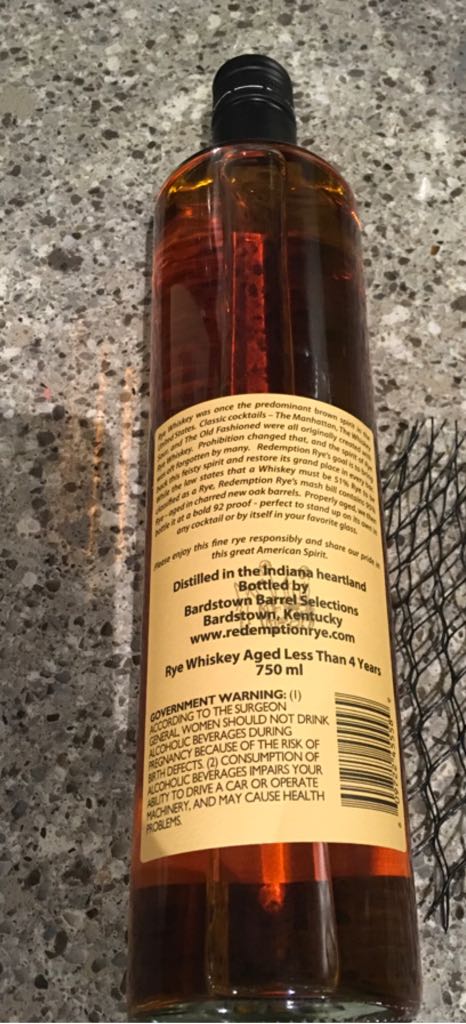 Rye Whiskey was once the predominant brown spirit in the
United States. Classic cocktails – The Manhattan, The Whiskey
Sour and The Old Fashioned were all originally created with
Rye Whiskey. Prohibition changed that, and the spirit of Rye
was all but forgotten by many. Redemption Rye's goal is to bring
back this feisty spirit and restore its grand place in every bar.
While the law states that a Whiskey must be 51% Rye to be
classified as a Rye, Redemption Rye's mash bill contains 95%
Rye - aged in charred new oak barrels. Properly aged, we
bottle it at a bold 92 proof - perfect to stand up on its own in
any cocktail or by itself in your favorite glass.
Please enjoy this fine rye responsibly and share our pride in
this great American Spirit.
Distilled in the Indiana heartland
Bottled by
Bardstown Barrel Selections
Bardstown, Kentucky
www.redemptionrye.com
Rye Whiskey Aged Less Than 4 Years
750 ml
GOVERNMENT WARNING: (1)
ACCORDING TO THE SURGEON
GENERAL, WOMEN SHOULD NOT DRINK
ALCOHOLIC BEVERAGES DURING
PREGNANCY BECAUSE OF THE RISK OF
BIRTH DEFECTS. (2) CONSUMPTION OF
ALCOHOLIC BEVERAGES IMPAIRS YOUR
ABILITY TO DRIVE A CAR OR OPERATE
MACHINERY, AND MAY CAUSE HEALTH
PROBLEMS.